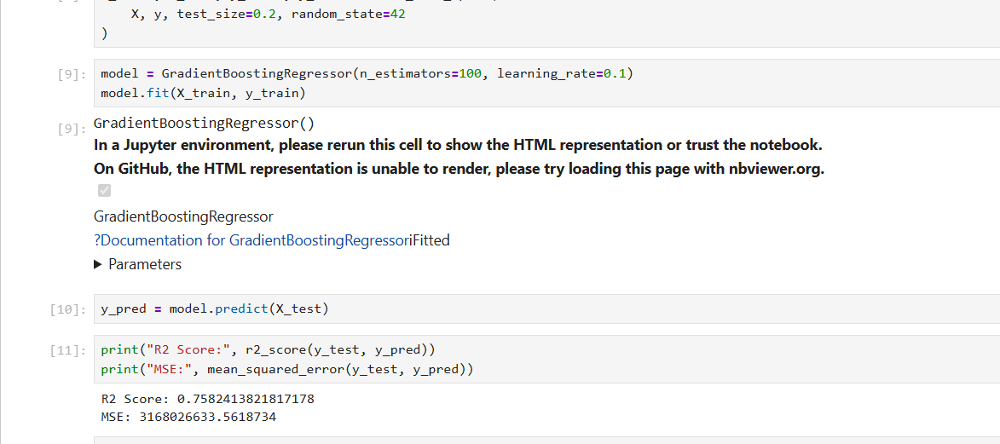 X, y, test_size=0.2, random_state=42
)
[9]: model = GradientBoostingRegressor(n_estimators=100, learning_rate=0.1)
model.fit(X_train, y_train)
[9]: GradientBoostingRegressor()
In a Jupyter environment, please rerun this cell to show the HTML representation or trust the notebook.
On GitHub, the HTML representation is unable to render, please try loading this page with nbviewer.org.
GradientBoostingRegressor
?Documentation for GradientBoostingRegressoriFitted
Parameters
[10]: y_pred = model.predict(X_test)
[11]: print("R2 Score:", r2_score(y_test, y_pred))
print("MSE:", mean_squared_error(y_test, y_pred))
R2 Score: 0.7582413821817178
MSE: 3168026633.5618734